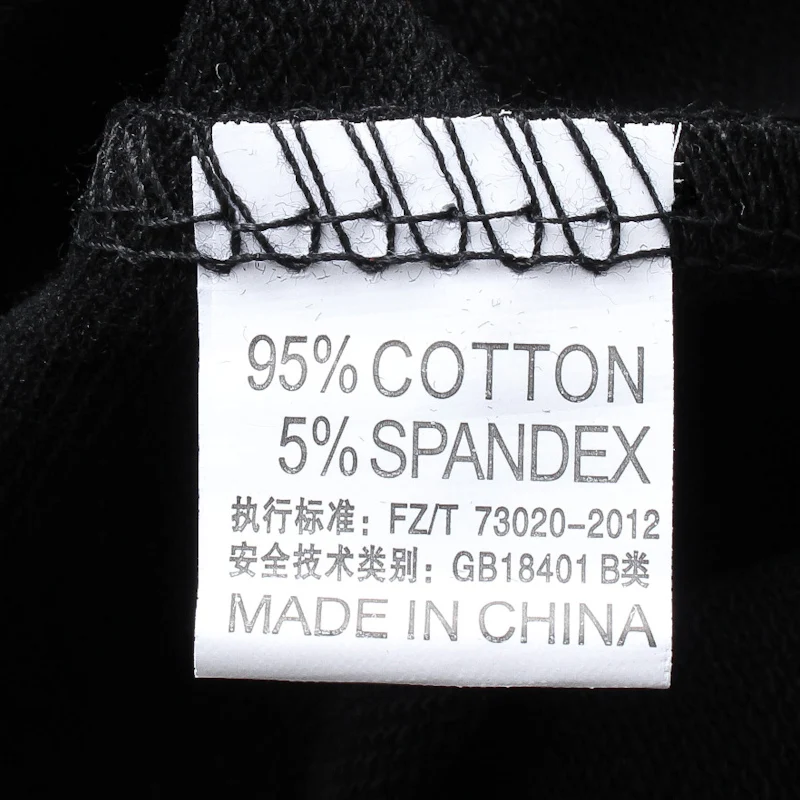 95% COTTON
5% SPANDEX
执行标准: FZ/T 73020-2012
安全技术类别: GB18401 B类
MADE IN CHINA